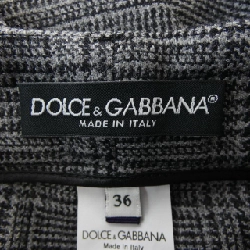 DOLCE & GABBANA®
MADE IN ITALY
36
DOLCE & GABBANA
MADE IN ITALY